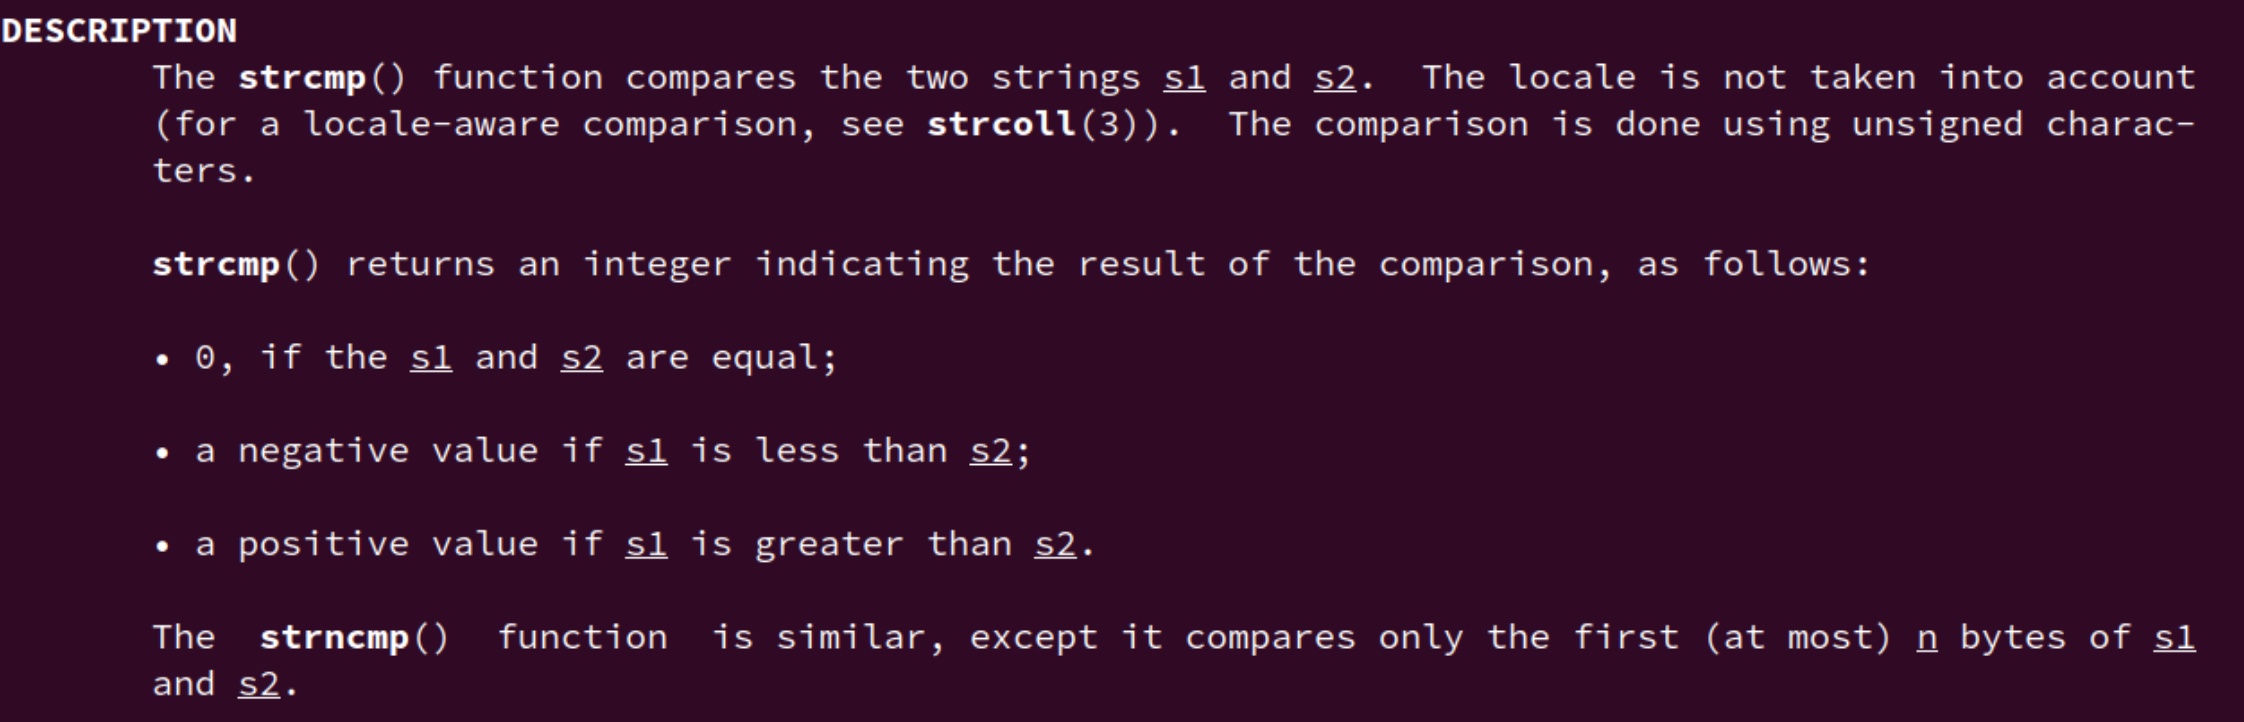 DESCRIPTION
The strcmp() function compares the two strings s1 and s2.  The locale is not taken into account
(for a locale-aware comparison, see strcoll(3)).  The comparison is done using unsigned charac‐
ters.
strcmp() returns an integer indicating the result of the comparison, as follows:
• 0, if the s1 and s2 are equal;
• a negative value if s1 is less than s2;
• a positive value if s1 is greater than s2.
The  strncmp()  function  is similar, except it compares only the first (at most) n bytes of s1
and s2.